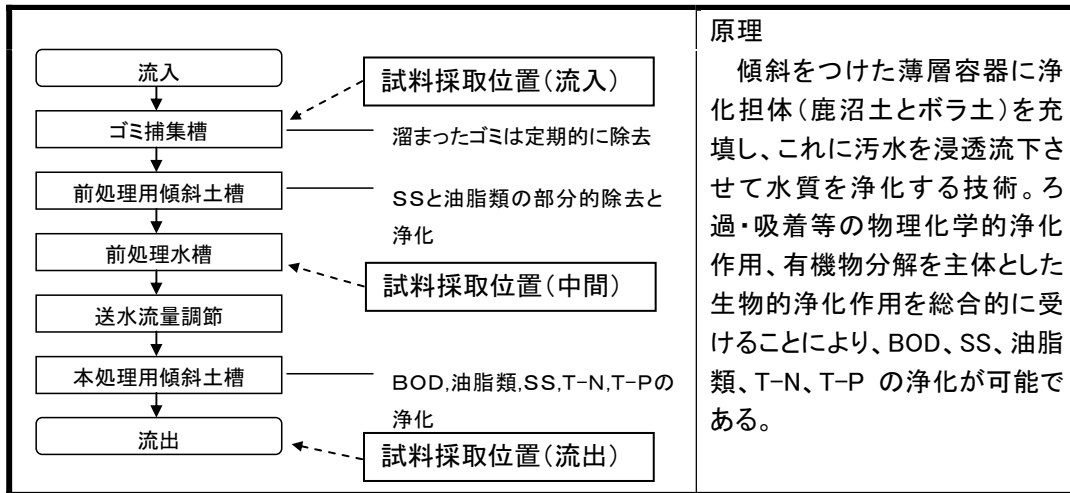 流入
試料採取位置(流入)
ゴミ捕集槽
溜まったゴミは定期的に除去
前処理用傾斜土槽
SSと油脂類の部分的除去と
浄化
前処理水槽
試料採取位置(中間)
送水流量調節
本処理用傾斜土槽
BOD,油脂類,SS,T-N,T-Pの
浄化
流出
試料採取位置(流出)
原理
傾斜をつけた薄層容器に浄
化担体(鹿沼土とボラ土)を充
填し、これに汚水を浸透流下さ
せて水質を浄化する技術。ろ
過・吸着等の物理化学的浄化
作用、有機物分解を主体とした
生物的浄化作用を総合的に受
けることにより、BOD、SS、油脂
類、T-N、T-P の浄化が可能で
ある。